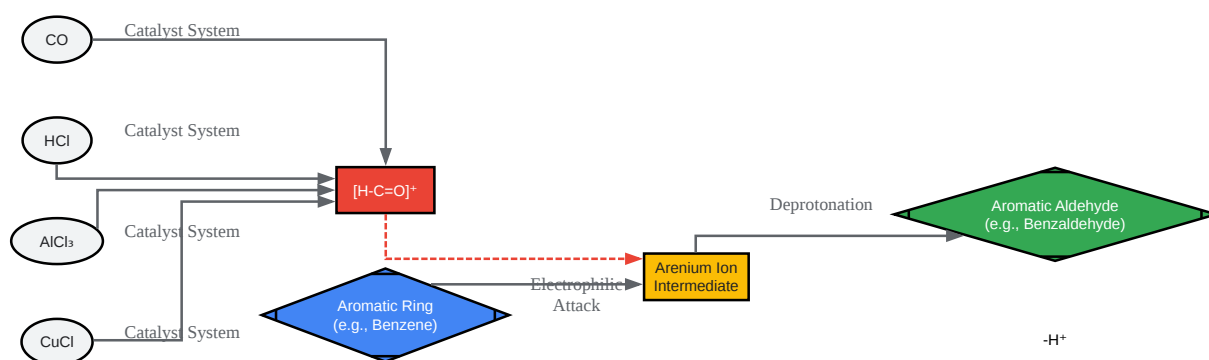 CO
Catalyst System
HCl
Catalyst System
[H-C=O]⁺
Aromatic Aldehyde
(e.g., Benzaldehyde)
Deprotonation
AlCl₃
Catalyst System
Arenium Ion
Intermediate
Electrophilic
Attack
Aromatic Ring
(e.g., Benzene)
CuCl
Catalyst System
-H⁺